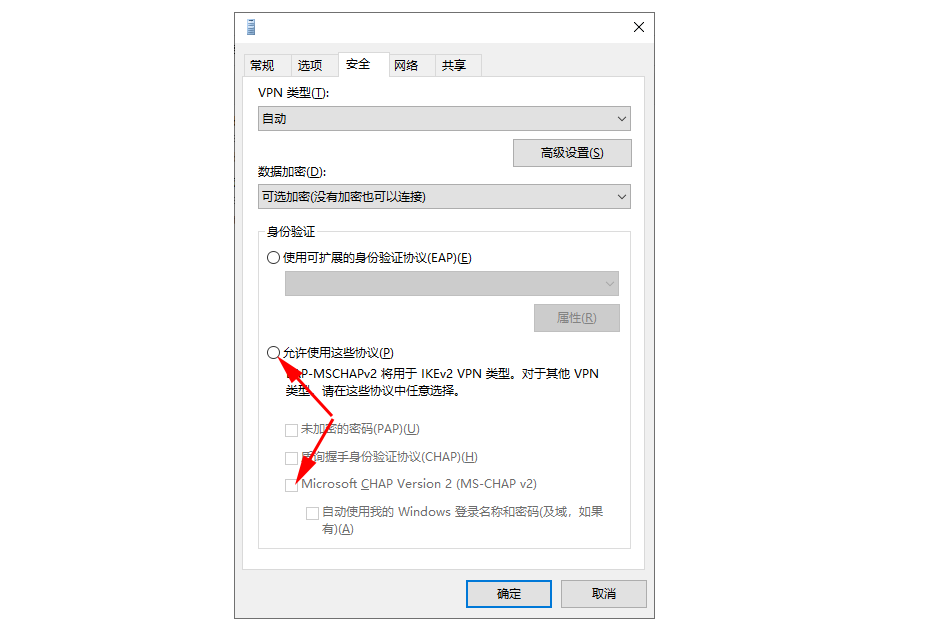 常规 选项 安全 网络 共享
VPN 类型(T):
自动
高级设置(S)
数据加密(D):
可选加密(没有加密也可以连接)
身份验证
使用可扩展的身份验证协议(EAP)(E)
属性(R)
允许使用这些协议(P)
P-MSCHAPv2 将用于 IKEv2 VPN 类型。对于其他 VPN
类型，请在这些协议中任意选择。
未加密的密码(PAP)(U)
询握手身份验证协议(CHAP)(H)
Microsoft CHAP Version 2 (MS-CHAP v2)
自动使用我的 Windows 登录名称和密码(及域，如果
有)(A)
确定 取消